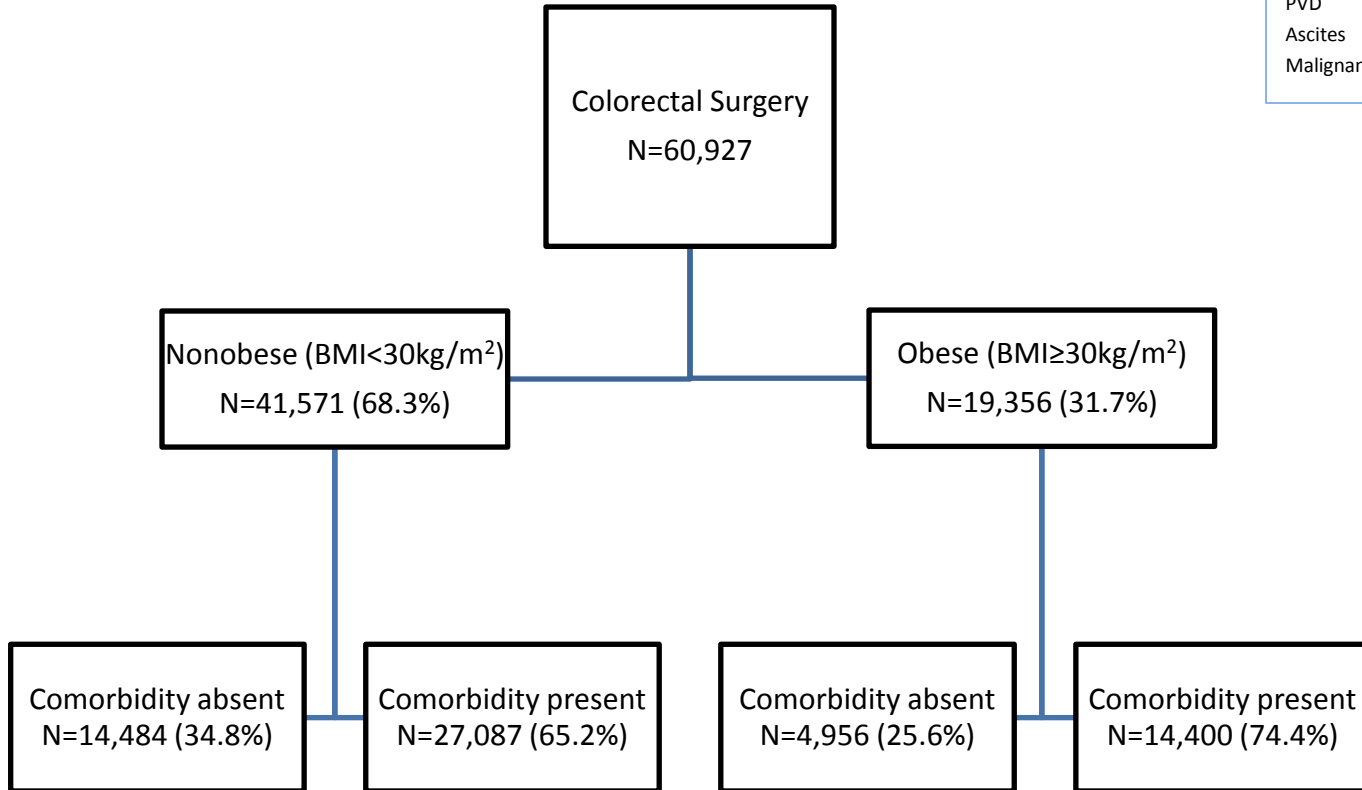 PVD
Ascites
Colorectal Surgery
N=60,927
Nonobese (BMI<30kg/m²)
N=41,571 (68.3%)
Obese (BMI≥30kg/m²)
N=19,356 (31.7%)
Comorbidity absent
N=14,484 (34.8%)
Comorbidity present
N=27,087 (65.2%)
Comorbidity absent
N=4,956 (25.6%)
Comorbidity present
N=14,400 (74.4%)